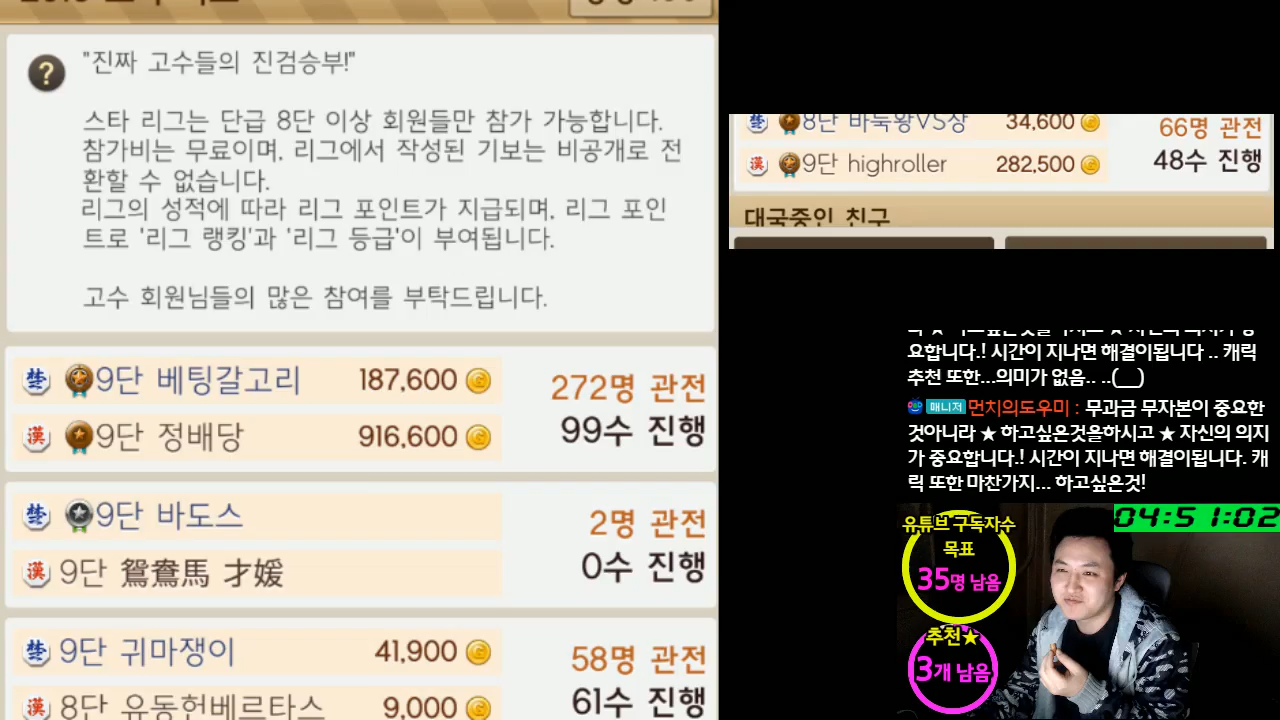 "진짜 고수들의 진검승부!"
스타 리그는 단급 8단 이상 회원들만 참가 가능합니다.
참가비는 무료이며, 리그에서 작성된 기보는 비공개로 전
환할 수 없습니다.
리그의 성적에 따라 리그 포인트가 지급되며, 리그 포인
트로 '리그 랭킹'과 '리그 등급'이 부여됩니다.
고수 회원님들의 많은 참여를 부탁드립니다.
楚 9단 베팅갈고리 187,600 G 272명 관전
漢 9단 정배당 916,600 G 99수 진행
楚 9단 바도스 2명 관전
漢 9단 鴛鴦馬 才媛 0수 진행
楚 9단 귀마쟁이 41,900 G 58명 관전
漢 8단 유동헌베르타스 9,000 G 61수 진행
楚 8단 바둑왕VS장 34,600 G 66명 관전
漢 9단 highroller 282,500 G 48수 진행
대국중인 친구
요합니다.! 시간이 지나면 해결이됩니다 .. 캐릭
추천 또한...의미가 없음.. ..(__)
매니저 먼치의도우미 : 무과금 무자본이 중요한
것아니라 ★ 하고싶은것을하시고 ★ 자신의 의지
가 중요합니다.! 시간이 지나면 해결이됩니다. 캐
릭 또한 마찬가지... 하고싶은것!
04:51:02
유튜브 구독자수
목표
35명 남음
추천★
3개 남음